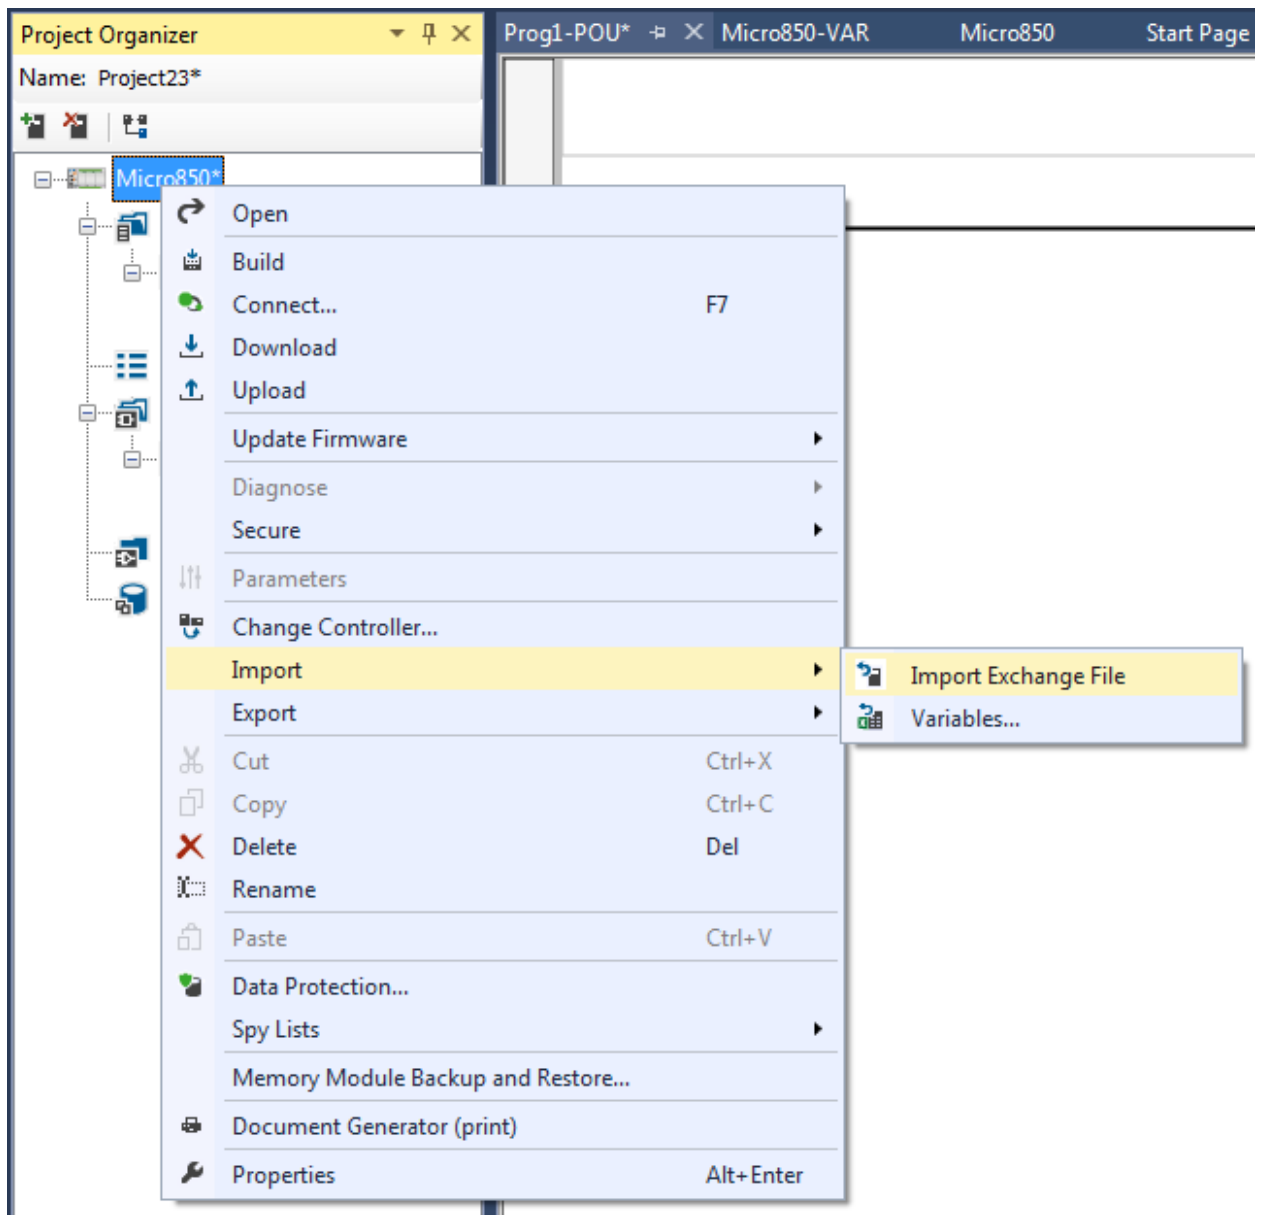 Project Organizer
Prog1-POU* Micro850-VAR Micro850 Start Page
Name: Project23*
Micro850*
Open
Build
Connect... F7
Download
Upload
Update Firmware
Diagnose
Secure
Parameters
Change Controller...
Import
Import Exchange File
Export
Variables...
Cut Ctrl+X
Copy Ctrl+C
Delete Del
Rename
Paste Ctrl+V
Data Protection...
Spy Lists
Memory Module Backup and Restore...
Document Generator (print)
Properties Alt+Enter